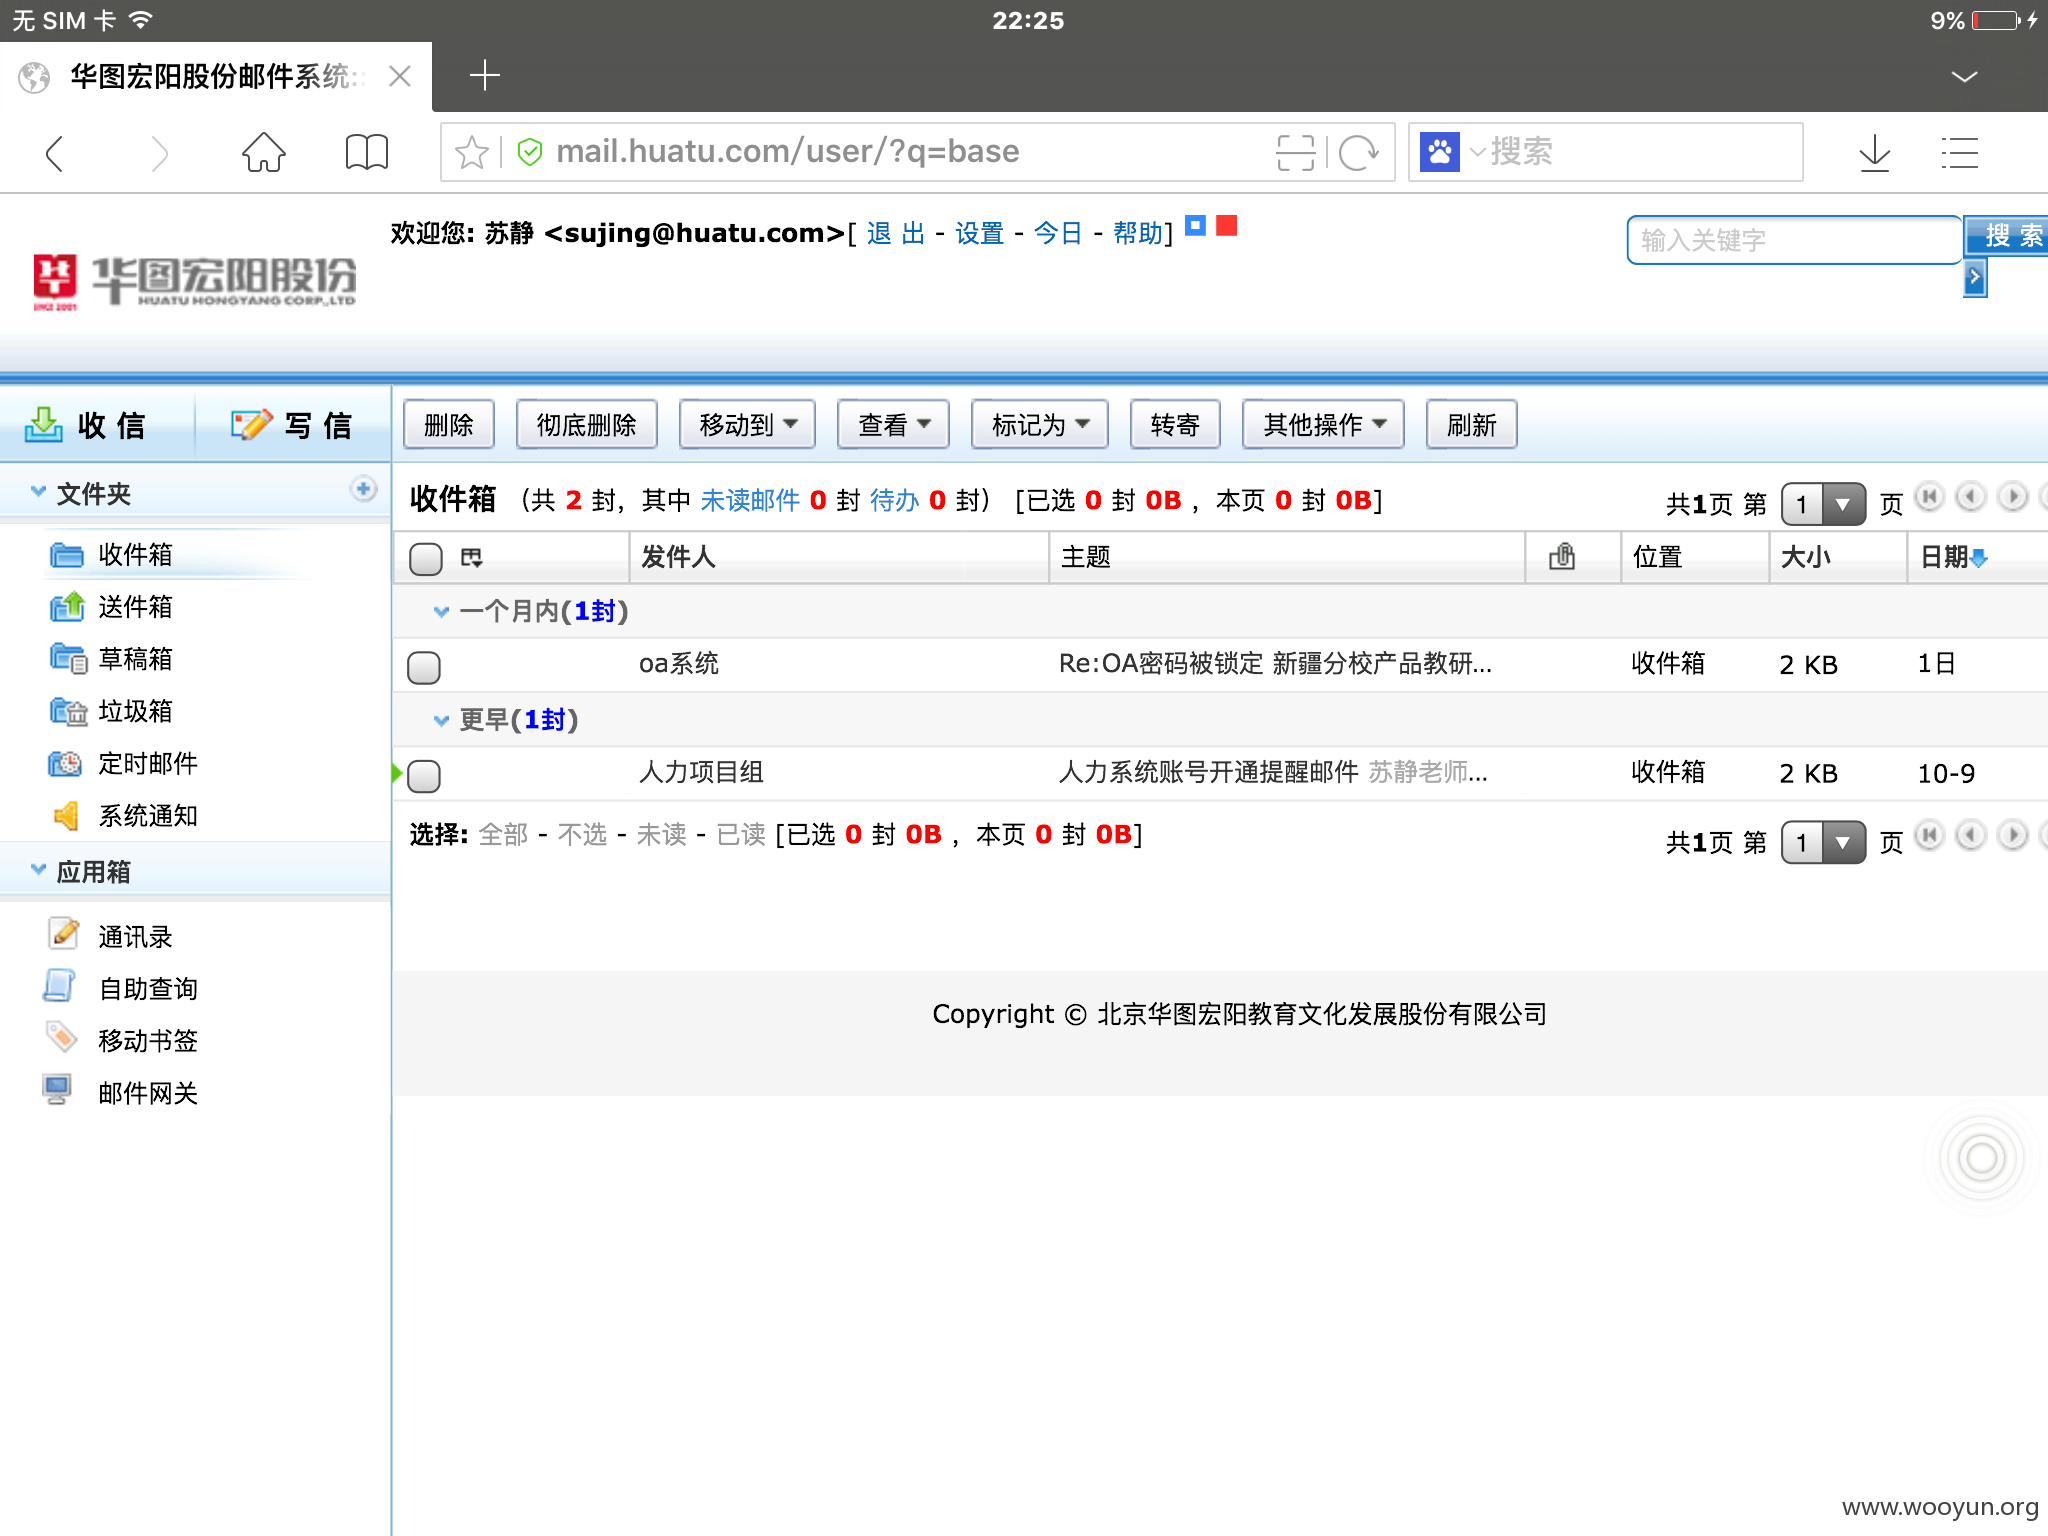 无 SIM 卡
22:25
9%
华图宏阳股份邮件系统::
mail.huatu.com/user/?q=base
搜索
欢迎您: 苏静 <sujing@huatu.com>[ 退 出 - 设置 - 今日 - 帮助]
输入关键字
搜 索
华图宏阳股份
HUATU HONGYANG CORP.,LTD
SINCE 2001
收 信
写 信
删除
彻底删除
移动到
查看
标记为
转寄
其他操作
刷新
文件夹
收件箱
送件箱
草稿箱
垃圾箱
定时邮件
系统通知
应用箱
通讯录
自助查询
移动书签
邮件网关
收件箱 (共 2 封, 其中 未读邮件 0 封 待办 0 封) [已选 0 封 0B , 本页 0 封 0B]
共1页 第 1 页
发件人 主题 位置 大小 日期
一个月内(1封)
oa系统 Re:OA密码被锁定 新疆分校产品教研... 收件箱 2 KB 1日
更早(1封)
人力项目组 人力系统账号开通提醒邮件 苏静老师... 收件箱 2 KB 10-9
选择: 全部 - 不选 - 未读 - 已读 [已选 0 封 0B , 本页 0 封 0B]
共1页 第 1 页
Copyright © 北京华图宏阳教育文化发展股份有限公司
www.wooyun.org